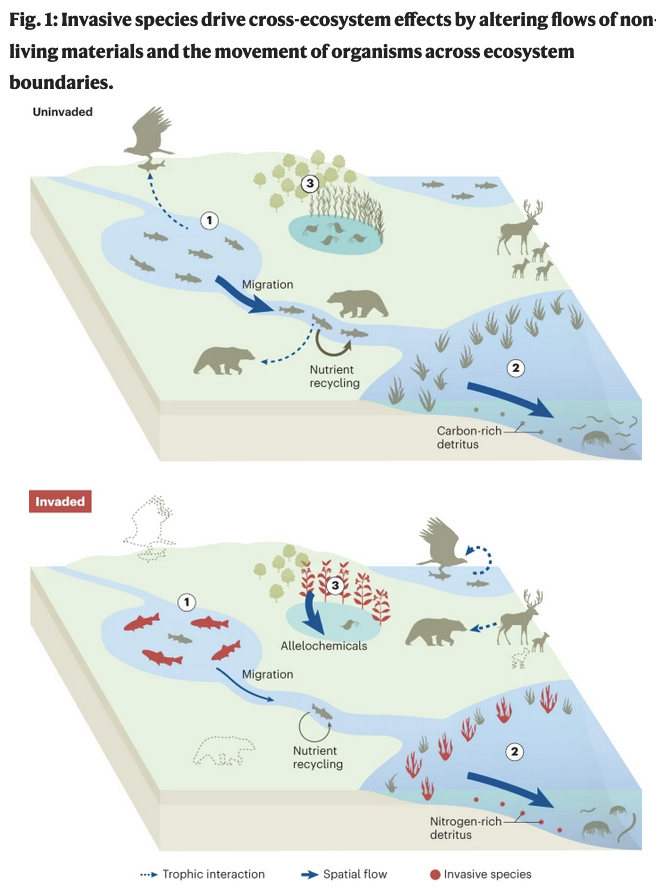 Fig. 1: Invasive species drive cross-ecosystem effects by altering flows of non-
living materials and the movement of organisms across ecosystem
boundaries.
Uninvaded
3
1
Migration
2
Nutrient
recycling
Carbon-rich
detritus
Invaded
3
1
Allelochemicals
Migration
2
Nutrient
recycling
Nitrogen-rich
detritus
Trophic interaction
Spatial flow
Invasive species